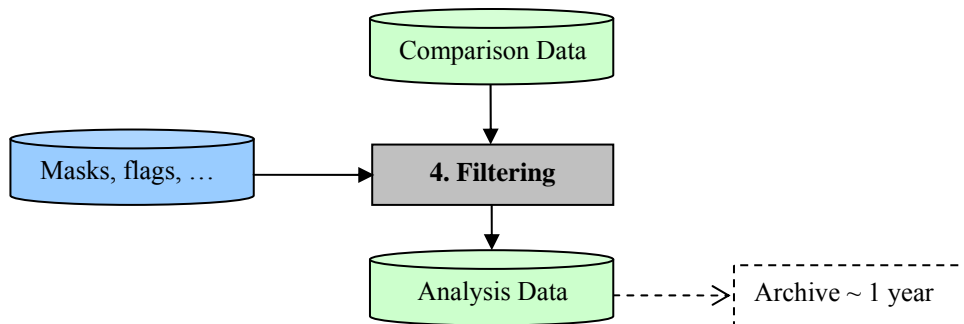 Comparison Data
Masks, flags, …
4. Filtering
Analysis Data
Archive ~ 1 year